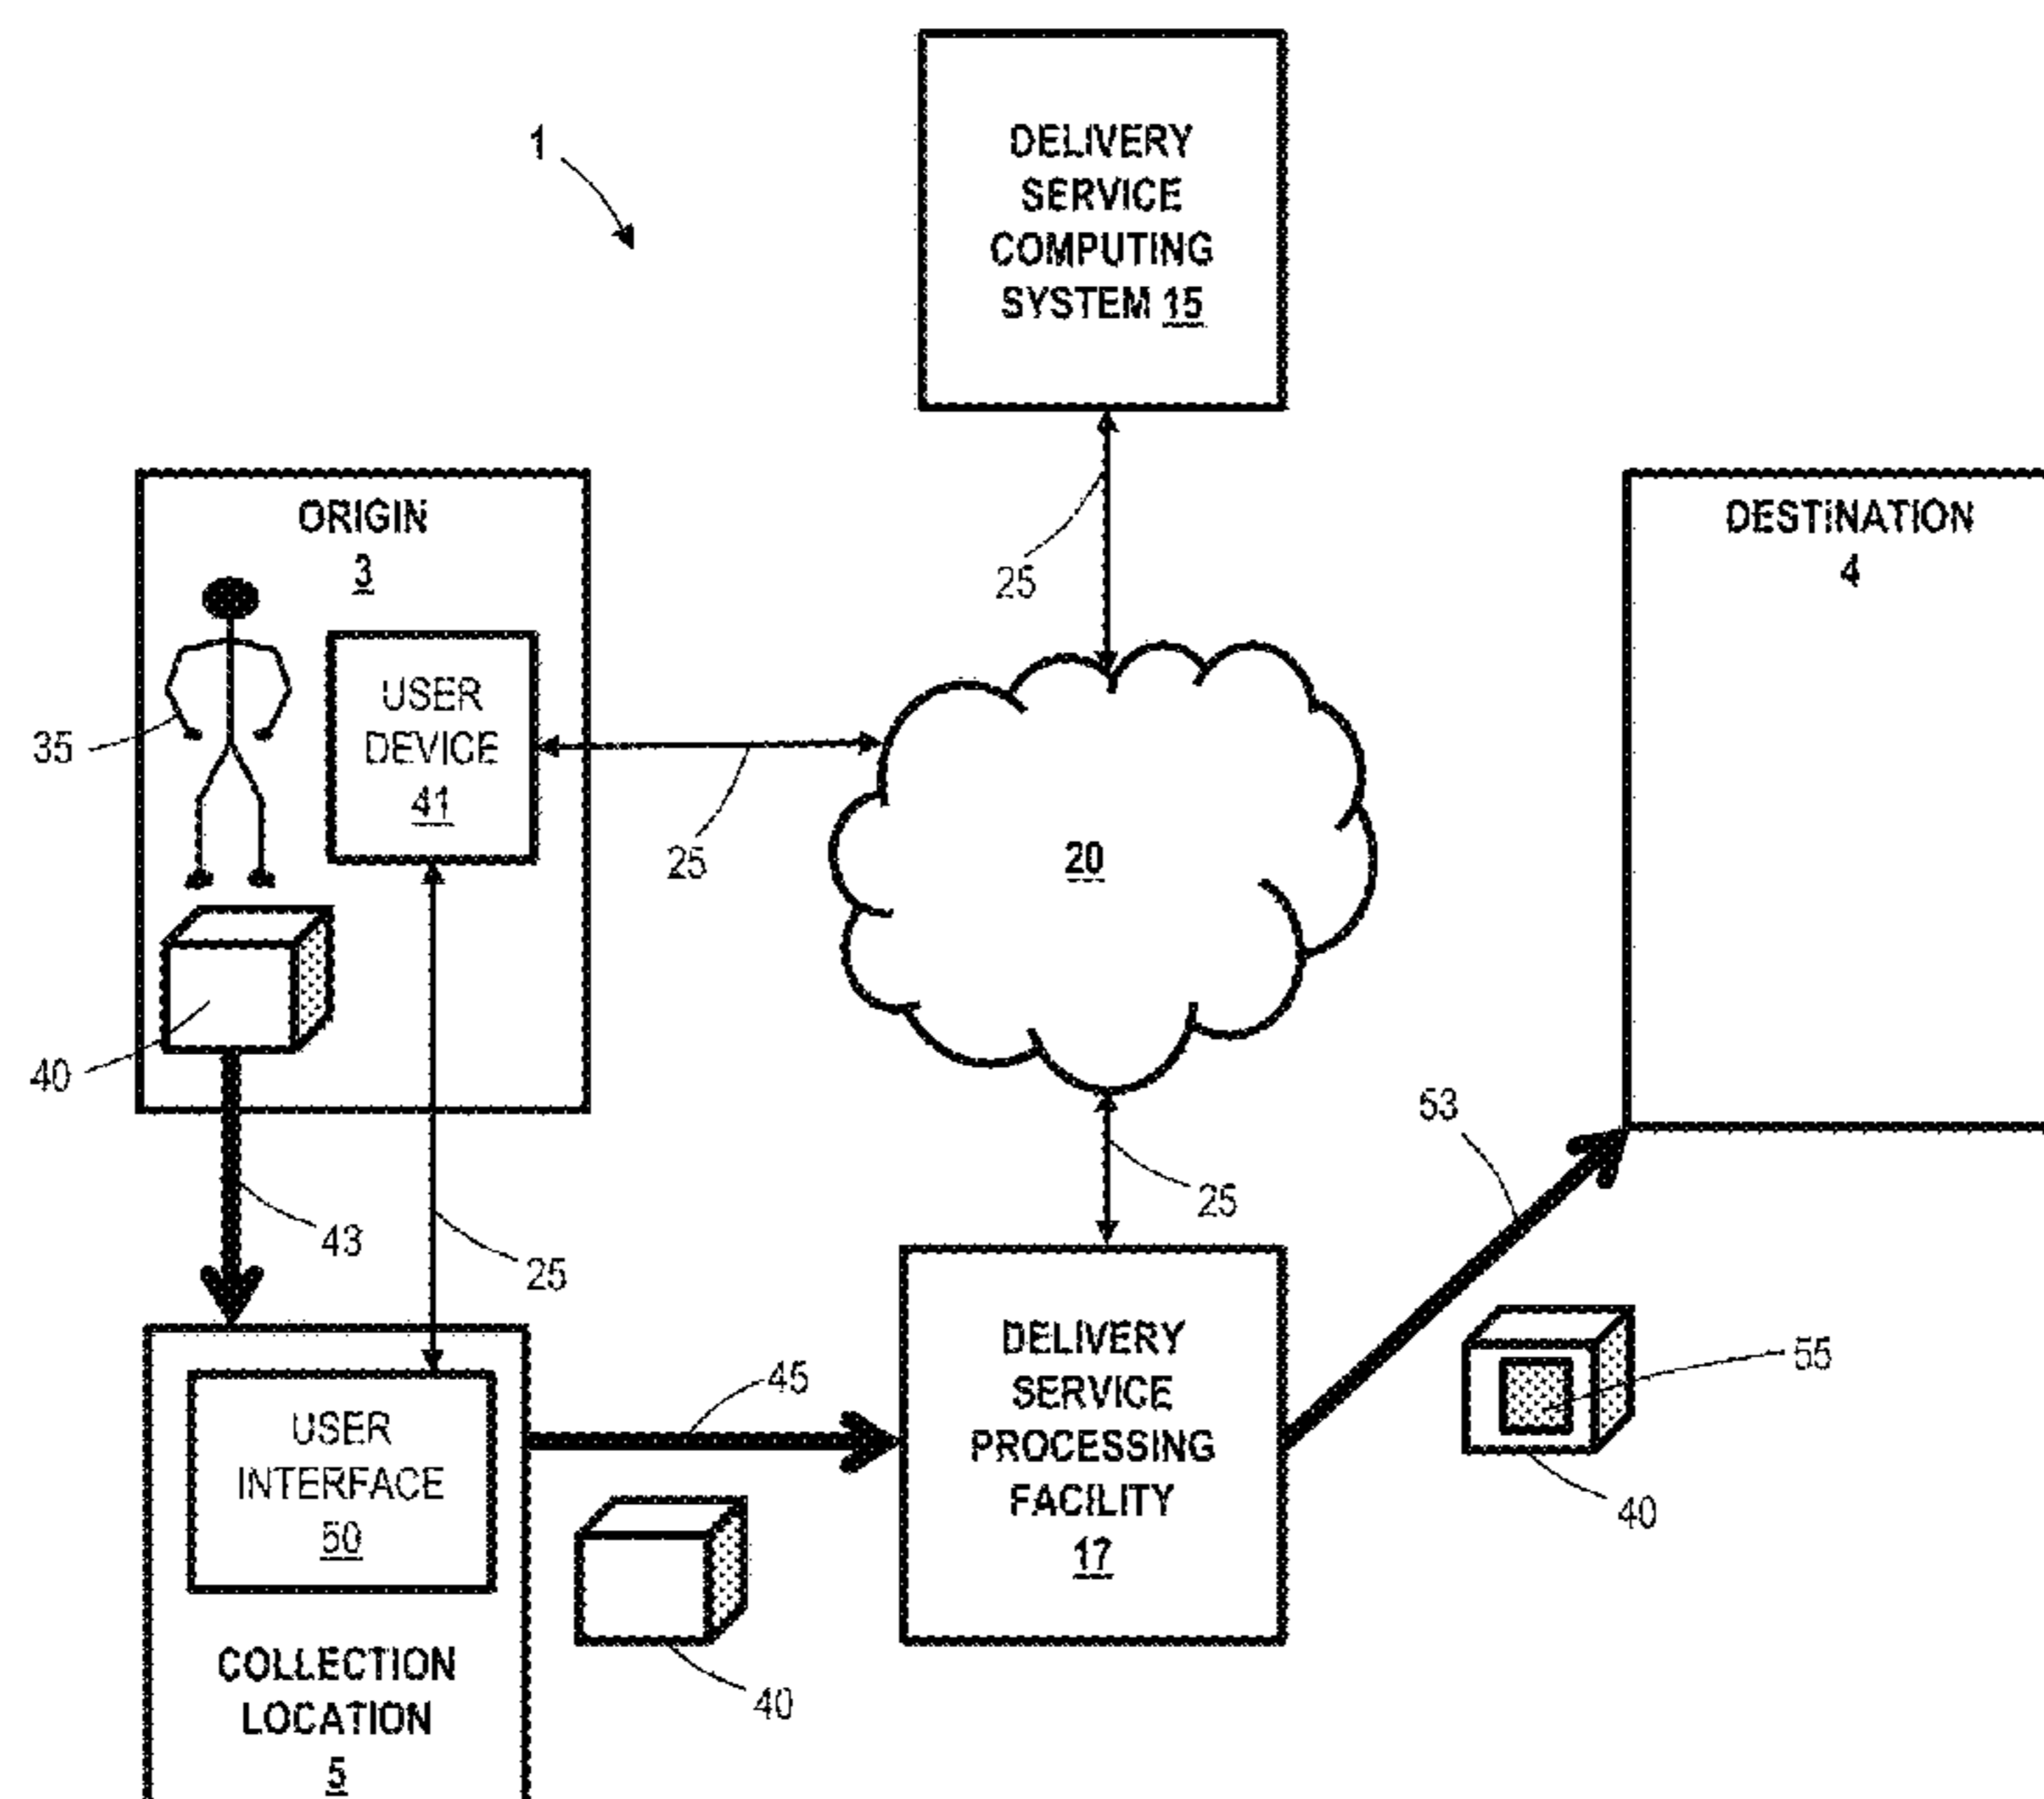 1
DELIVERY
SERVICE
COMPUTING
SYSTEM 15
25
ORIGIN
3
DESTINATION
4
USER
DEVICE
41
35
25
20
40
43
25
25
53
USER
INTERFACE
50
COLLECTION
LOCATION
5
45
40
DELIVERY
SERVICE
PROCESSING
FACILITY
17
55
40